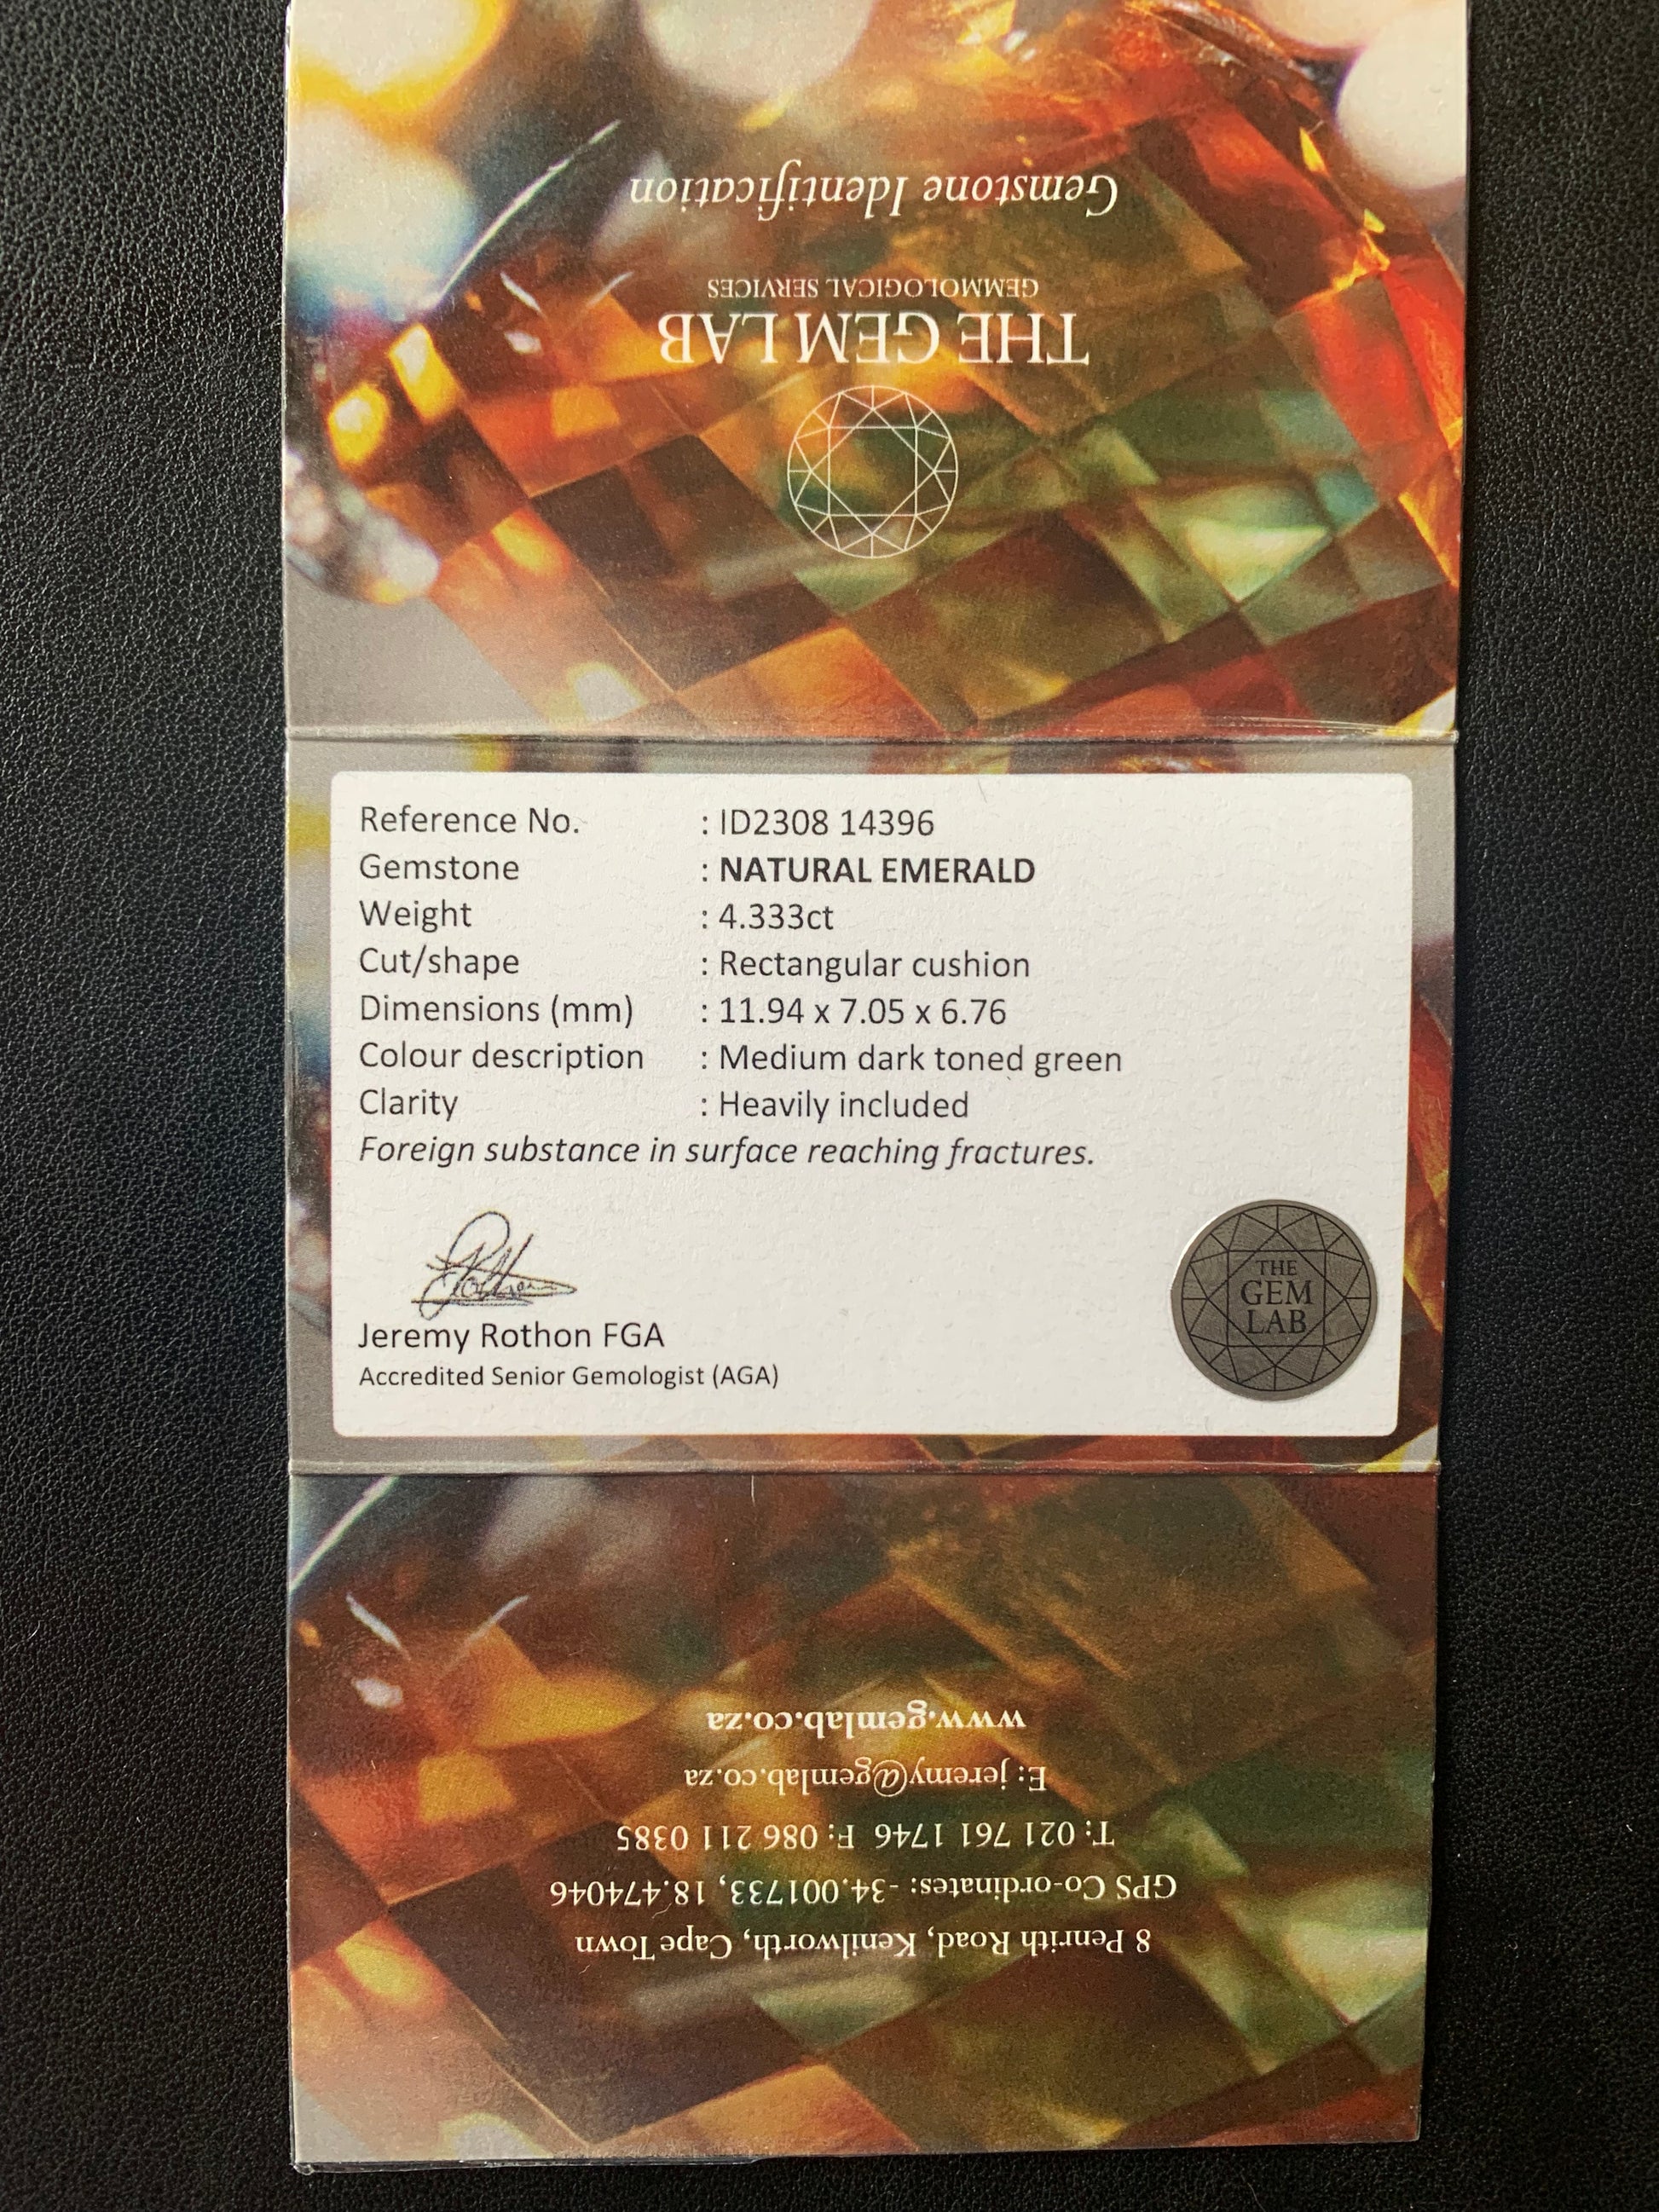 Gemstone Identification
GEMMOLOGICAL SERVICES
THE GEM LAB
Reference No. : ID2308 14396
Gemstone : NATURAL EMERALD
Weight : 4.333ct
Cut/shape : Rectangular cushion
Dimensions (mm) : 11.94 x 7.05 x 6.76
Colour description : Medium dark toned green
Clarity : Heavily included
Foreign substance in surface reaching fractures.
Jeremy Rothon FGA
Accredited Senior Gemologist (AGA)
THE
GEM
LAB
8 Penrith Road, Kenilworth, Cape Town
GPS Co-ordinates: -34.001733, 18.474046
T: 021 761 1746 F: 086 211 0385
E: jeremy@gemlab.co.za
www.gemlab.co.za